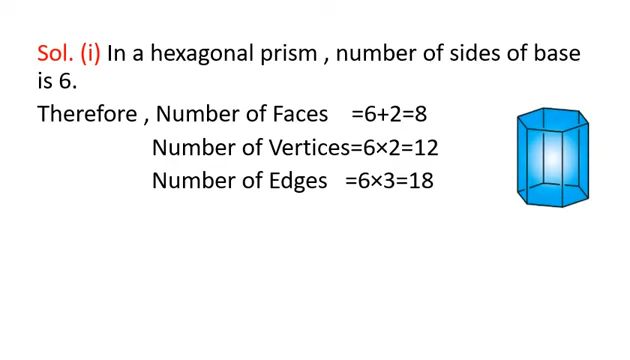 Sol. (i) In a hexagonal prism , number of sides of base
is 6.
Therefore , Number of Faces =6+2=8
Number of Vertices=6×2=12
Number of Edges =6×3=18